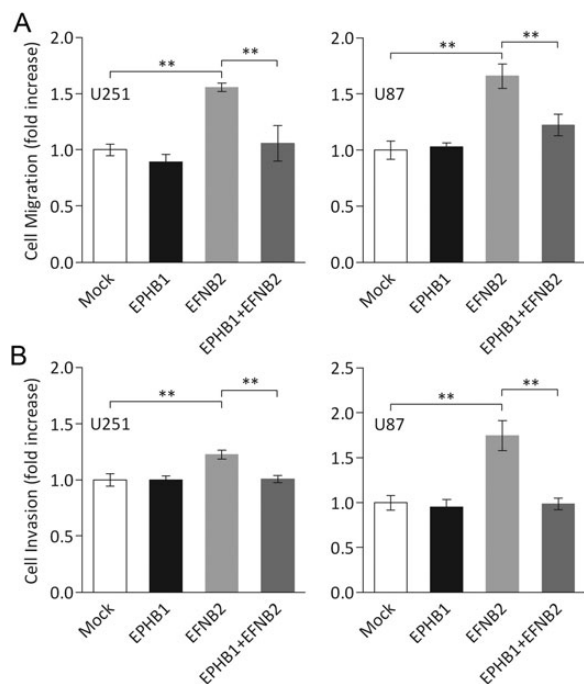 A
Cell Migration (fold increase)
2.0
1.5
1.0
0.5
0.0
U251
**
**
Mock
EPHB1
EFNB2
EPHB1+EFNB2
2.0
1.5
1.0
0.5
0.0
U87
**
**
Mock
EPHB1
EFNB2
EPHB1+EFNB2
B
Cell Invasion (fold increase)
2.0
1.5
1.0
0.5
0.0
U251
**
**
Mock
EPHB1
EFNB2
EPHB1+EFNB2
2.5
2.0
1.5
1.0
0.5
0.0
U87
**
**
Mock
EPHB1
EFNB2
EPHB1+EFNB2